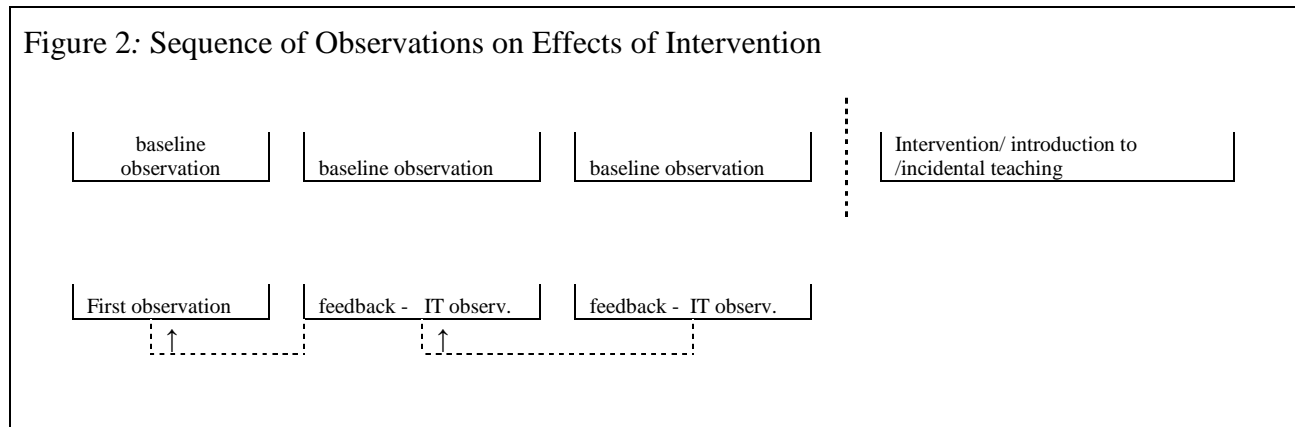 Figure 2: Sequence of Observations on Effects of Intervention
baseline
observation
baseline observation
baseline observation
Intervention/ introduction to
/incidental teaching
First observation
feedback - IT observ.
feedback - IT observ.
↑
↑